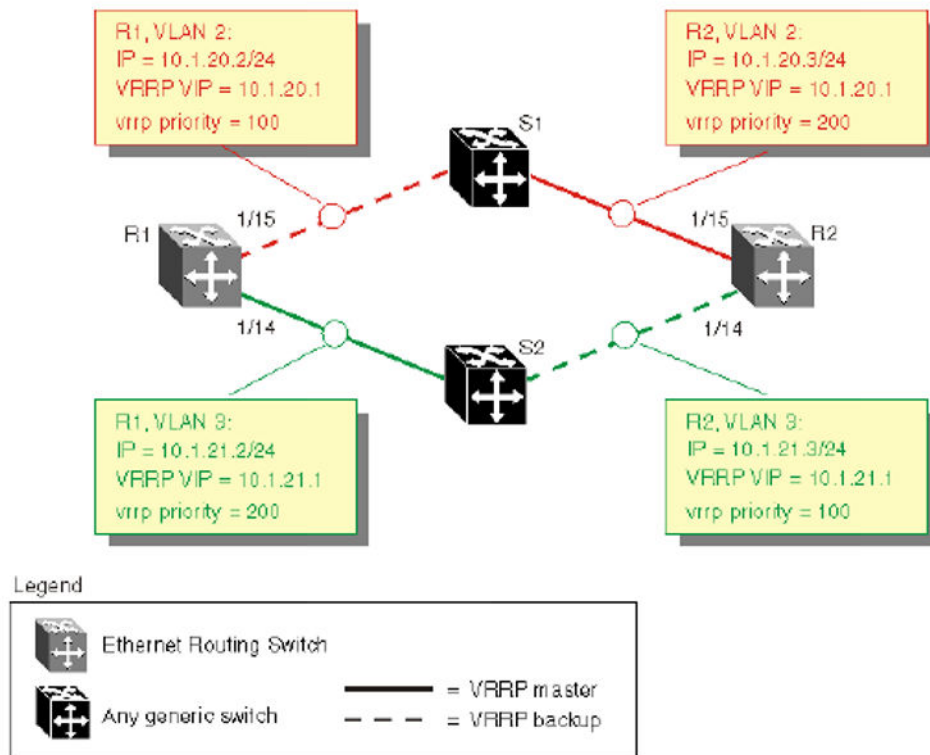 R1, VLAN 2:
IP = 10.1.20.2/24
VRRP VIP = 10.1.20.1
vrrp priority = 100
R2, VLAN 2:
IP = 10.1.20.3/24
VRRP VIP = 10.1.20.1
vrrp priority = 200
S1
R1
1/15
1/15
R2
1/14
1/14
S2
R1, VLAN 3:
IP = 10.1.21.2/24
VRRP VIP = 10.1.21.1
vrrp priority = 200
R2, VLAN 3:
IP = 10.1.21.3/24
VRRP VIP = 10.1.21.1
vrrp priority = 100
Legend
Ethernet Routing Switch
Any generic switch
= VRRP master
= VRRP backup